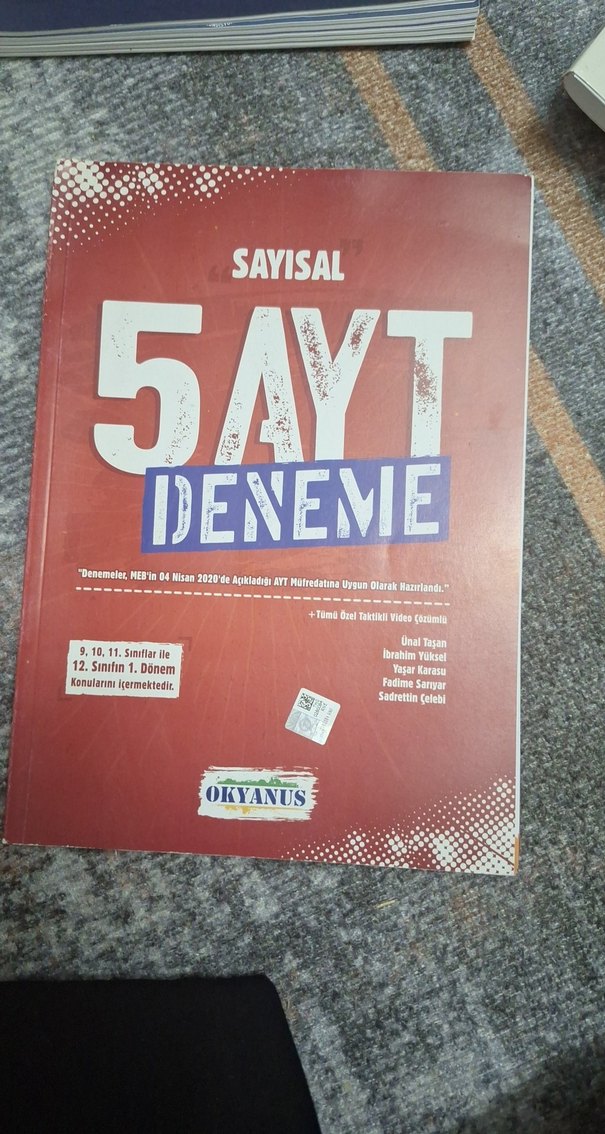 "SAYISAL"
5 AYT
DENEME
"Denemeler, MEB'in 04 Nisan 2020'de Açıkladığı AYT Müfredatına Uygun Olarak Hazırlandı."
+Tümü Özel Taktikli Video Çözümlü
9, 10, 11. Sınıflar ile
12. Sınıfın 1. Dönem
Konularını içermektedir.
Ünal Taşan
İbrahim Yüksel
Yaşar Karasu
Fadime Sarıyar
Sadrettin Çelebi
OKYANUS